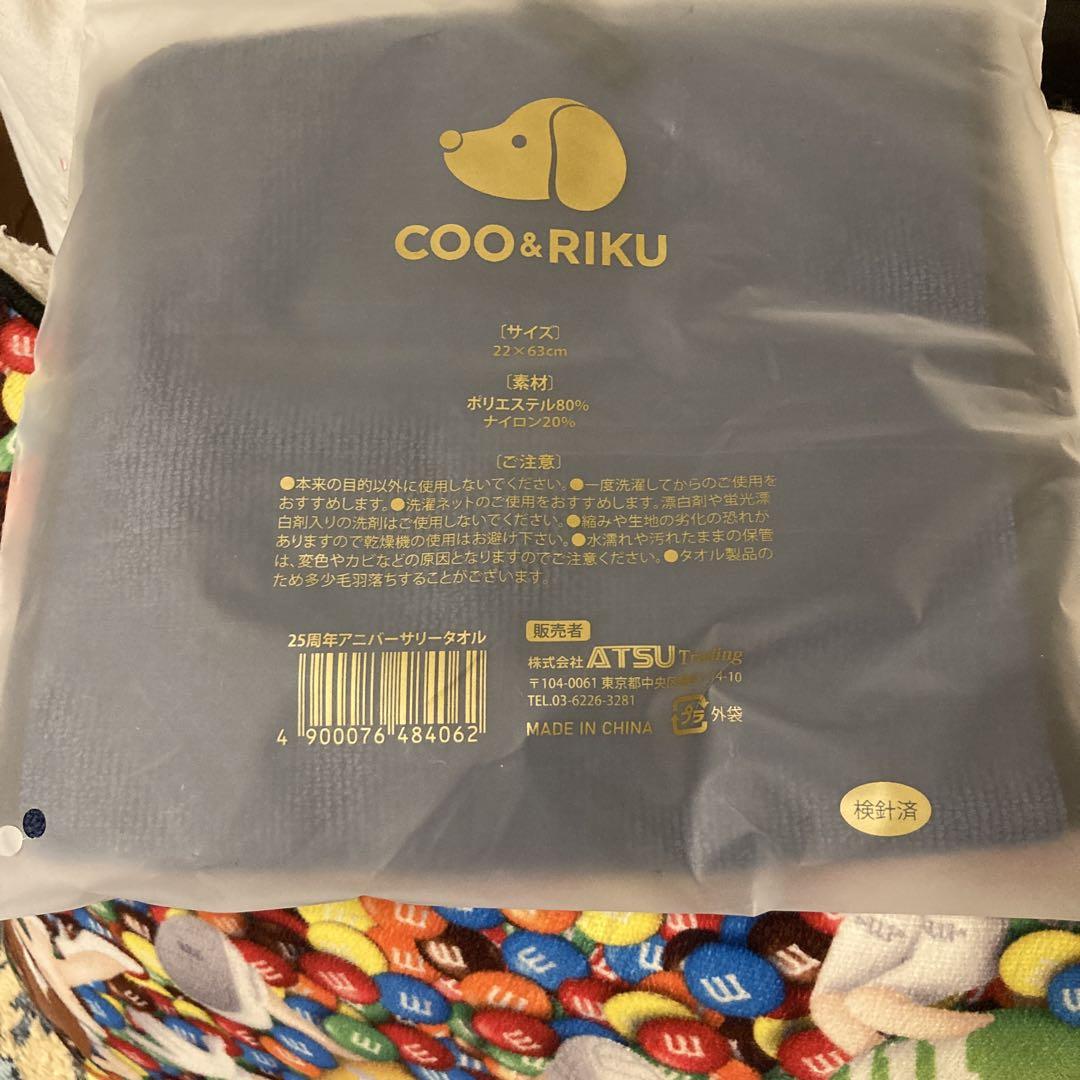 COO&RIKU
[サイズ]
22×63cm
[素材]
ポリエステル80%
ナイロン20%
[ご注意]
●本来の目的以外に使用しないでください。●一度洗濯してからのご使用を
おすすめします。●洗濯ネットのご使用をおすすめします。漂白剤や蛍光漂
白剤入りの洗剤はご使用しないでください。●縮みや生地の劣化の恐れが
ありますので乾燥機の使用はお避け下さい。●水濡れや汚れたままの保管
は、変色やカビなどの原因となりますのでご注意ください。●タオル製品の
ため多少毛羽落ちすることがございます。
25周年アニバーサリータオル
4 900076 484062
販売者
株式会社 ATSU Trading
〒104-0061 東京都中央区 4-10
TEL.03-6226-3281
MADE IN CHINA プラ 外袋
検針済
m
m
m
m
m
m
m
m